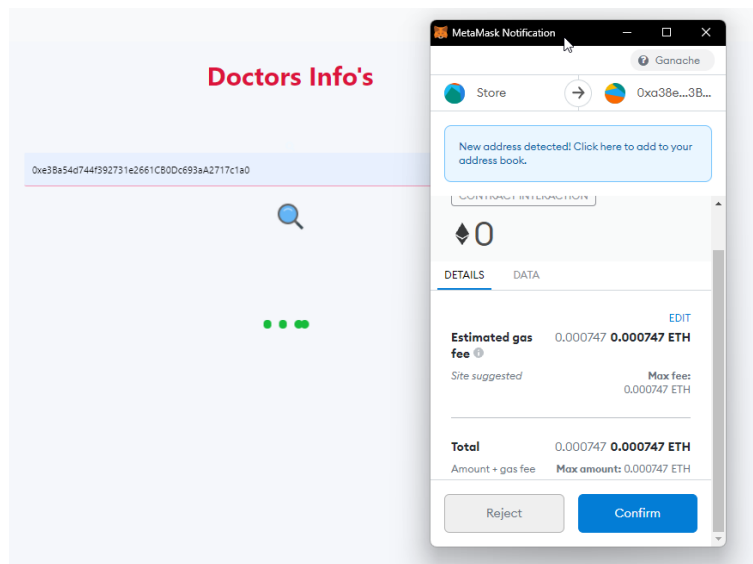 MetaMask Notification
Ganache
Doctors Info's
Store
0xa38e...3B...
New address detected! Click here to add to your
address book.
0xe38a54d744f392731e2661CB0Dc693aA2717c1a0
CONTRACT INTERACTION
0
DETAILS DATA
EDIT
Estimated gas 0.000747 0.000747 ETH
fee
Site suggested Max fee:
0.000747 ETH
Total 0.000747 0.000747 ETH
Amount + gas fee Max amount: 0.000747 ETH
Reject Confirm